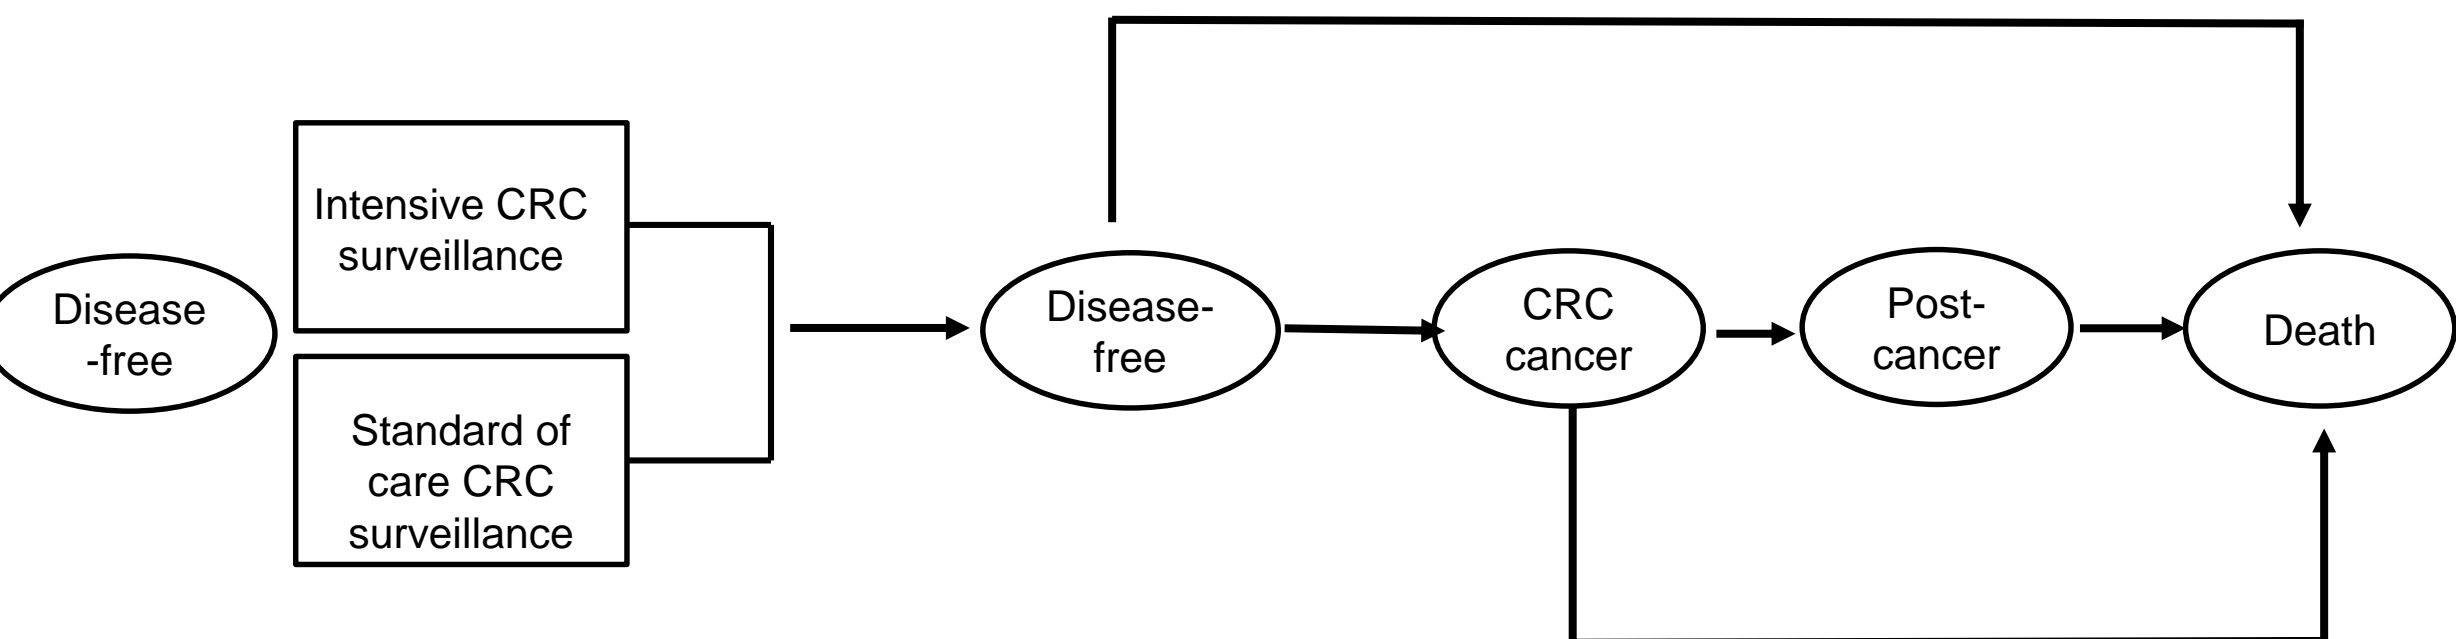 Disease
-free
Intensive CRC
surveillance
Standard of
care CRC
surveillance
Disease-
free
CRC
cancer
Post-
cancer
Death